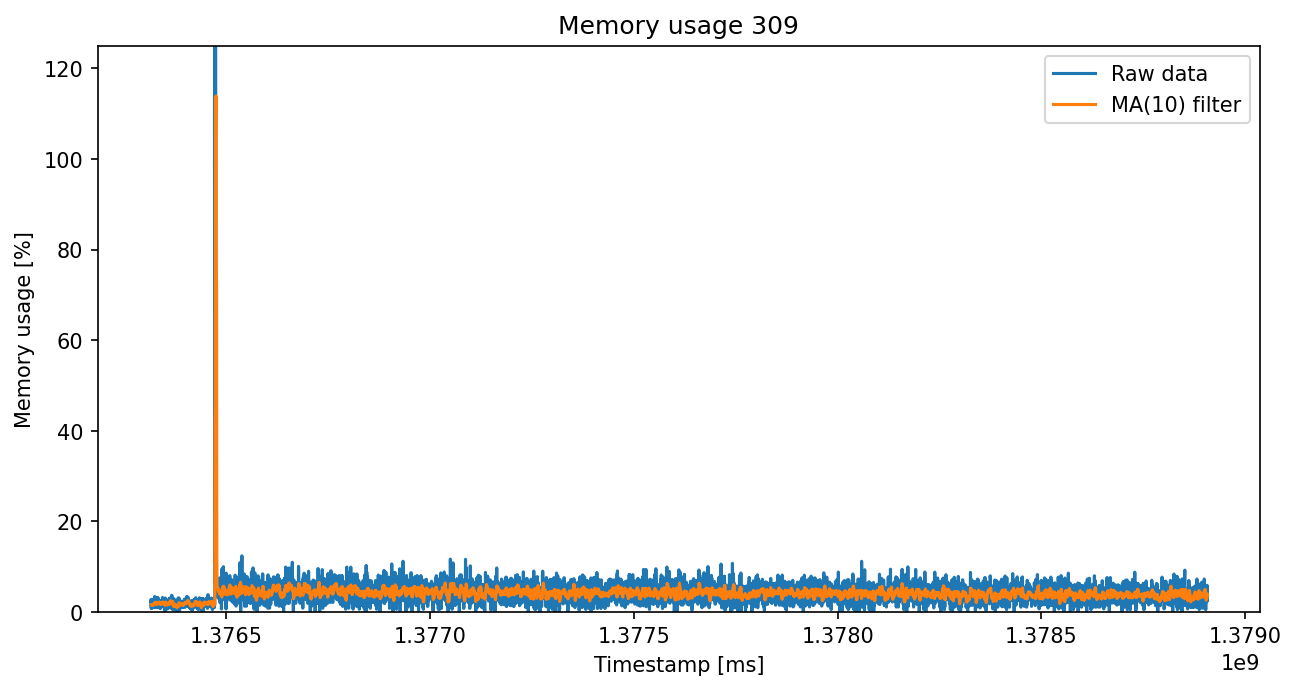 Memory usage 309
Raw data
MA(10) filter
Memory usage [%]
120
100
80
60
40
20
0
1.3765 1.3770 1.3775 1.3780 1.3785 1.3790
1e9
Timestamp [ms]